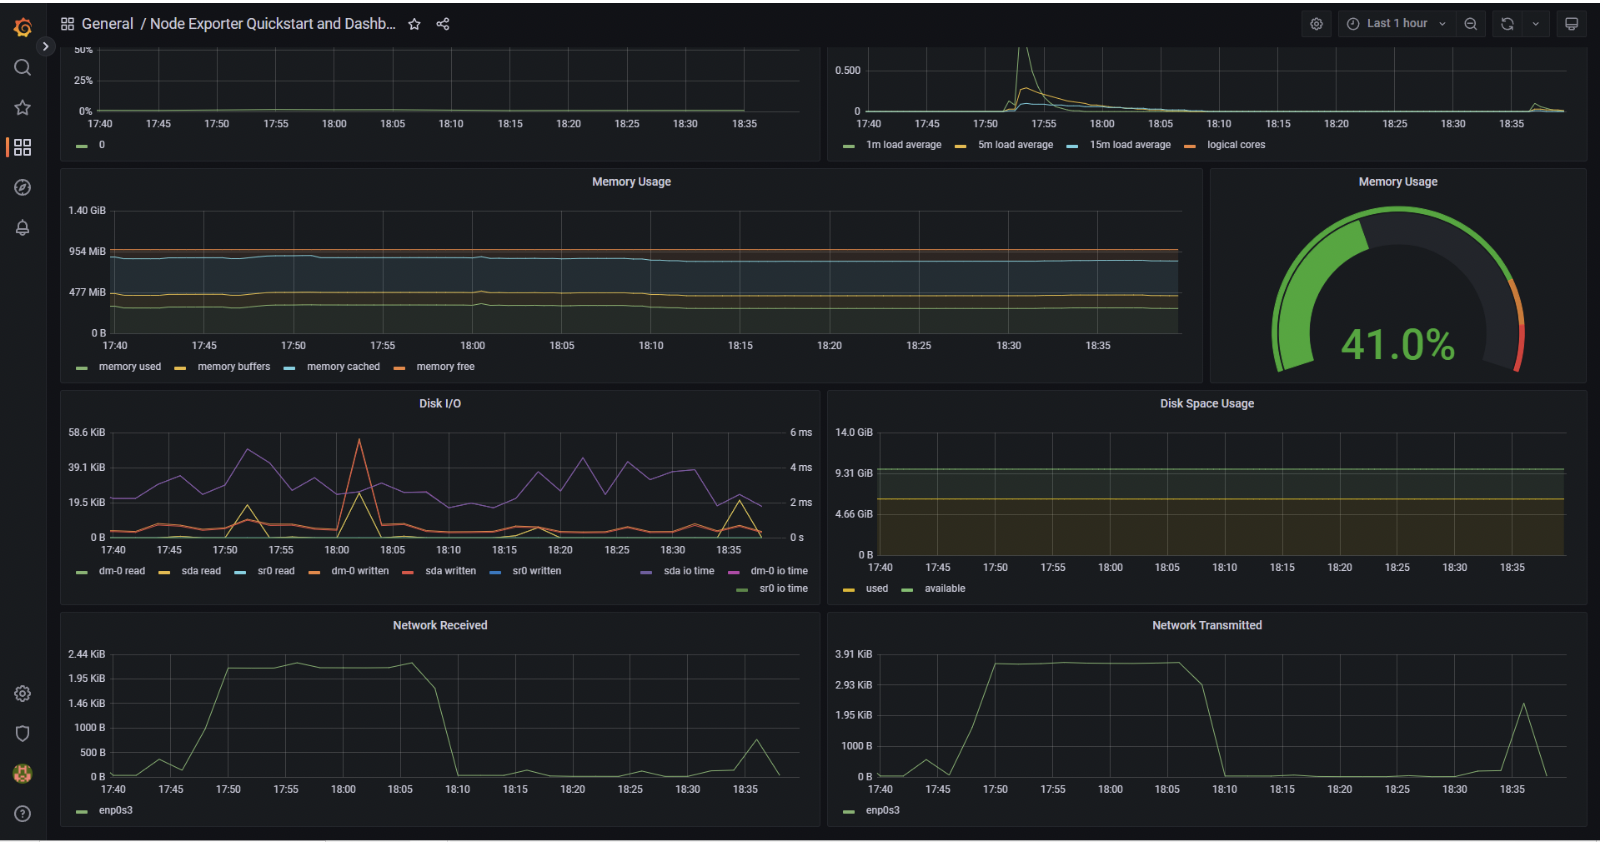 General / Node Exporter Quickstart and Dashb...
Last 1 hour
50%
25%
0%
17:40 17:45 17:50 17:55 18:00 18:05 18:10 18:15 18:20 18:25 18:30 18:35
0
0.500
0
17:40 17:45 17:50 17:55 18:00 18:05 18:10 18:15 18:20 18:25 18:30 18:35
1m load average 5m load average 15m load average logical cores
Memory Usage
1.40 GiB
954 MiB
477 MiB
0 B
17:40 17:45 17:50 17:55 18:00 18:05 18:10 18:15 18:20 18:25 18:30 18:35
memory used memory buffers memory cached memory free
Memory Usage
41.0%
Disk I/O
58.6 KiB 6 ms
39.1 KiB 4 ms
19.5 KiB 2 ms
0 B 0 s
17:40 17:45 17:50 17:55 18:00 18:05 18:10 18:15 18:20 18:25 18:30 18:35
dm-0 read sda read sr0 read dm-0 written sda written sr0 written sda io time dm-0 io time
sr0 io time
Disk Space Usage
14.0 GiB
9.31 GiB
4.66 GiB
0 B
17:40 17:45 17:50 17:55 18:00 18:05 18:10 18:15 18:20 18:25 18:30 18:35
used available
Network Received
2.44 KiB
1.95 KiB
1.46 KiB
1000 B
500 B
0 B
17:40 17:45 17:50 17:55 18:00 18:05 18:10 18:15 18:20 18:25 18:30 18:35
enp0s3
Network Transmitted
3.91 KiB
2.93 KiB
1.95 KiB
1000 B
0 B
17:40 17:45 17:50 17:55 18:00 18:05 18:10 18:15 18:20 18:25 18:30 18:35
enp0s3